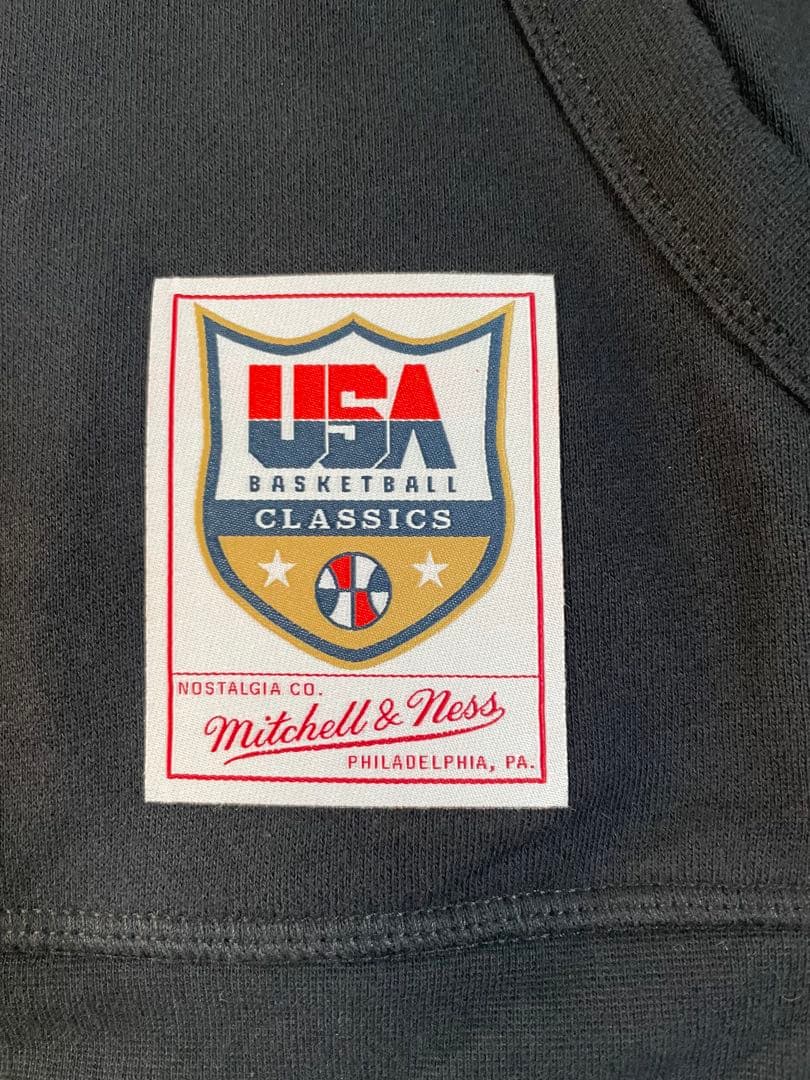 USA
BASKETBALL
CLASSICS
NOSTALGIA CO.
Mitchell & Ness
PHILADELPHIA, PA.